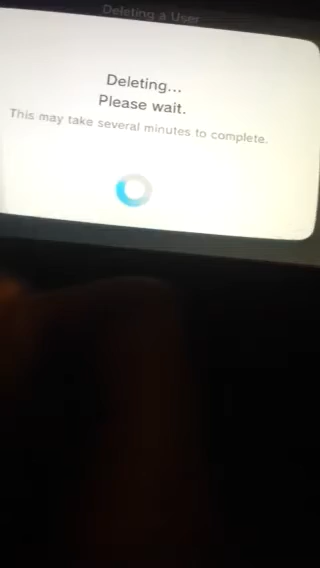 Deleting a User
Deleting...
Please wait.
This may take several minutes to complete.